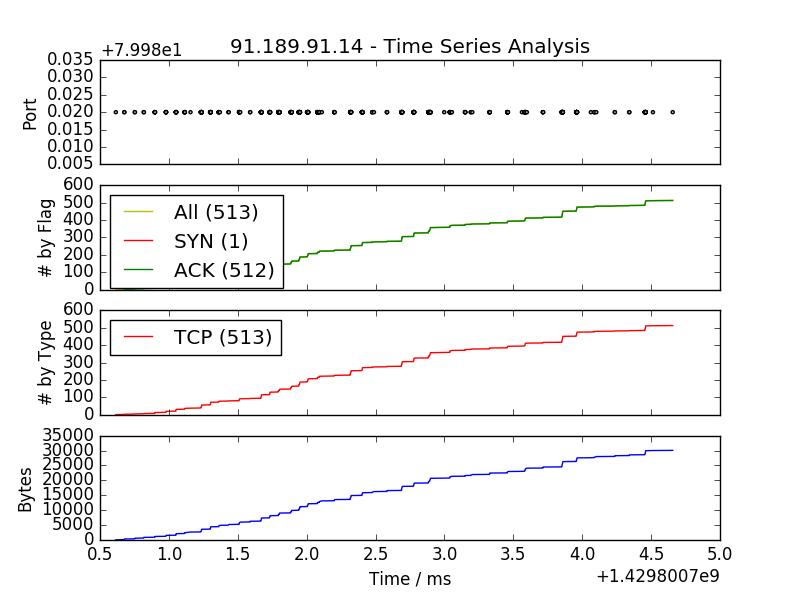 +7.998e1
91.189.91.14 - Time Series Analysis
0.035
0.030
0.025
0.020
0.015
0.010
0.005
Port
600
500
400
300
200
100
0
# by Flag
All (513)
SYN (1)
ACK (512)
600
500
400
300
200
100
0
# by Type
TCP (513)
35000
30000
25000
20000
15000
10000
5000
0
Bytes
0.5 1.0 1.5 2.0 2.5 3.0 3.5 4.0 4.5 5.0
Time / ms
+1.4298007e9